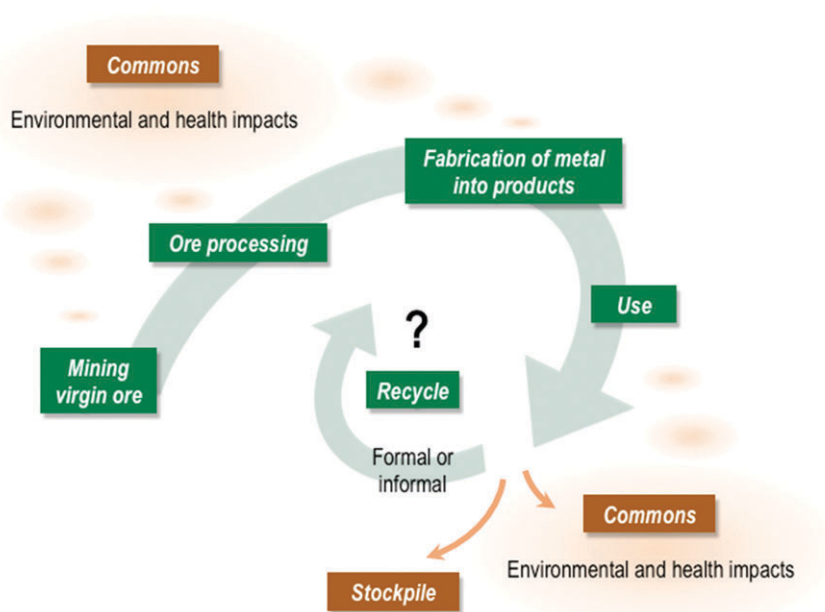 Commons
Environmental and health impacts
Fabrication of metal
into products
Ore processing
Use
?
Mining
virgin ore
Recycle
Formal or
informal
Commons
Environmental and health impacts
Stockpile